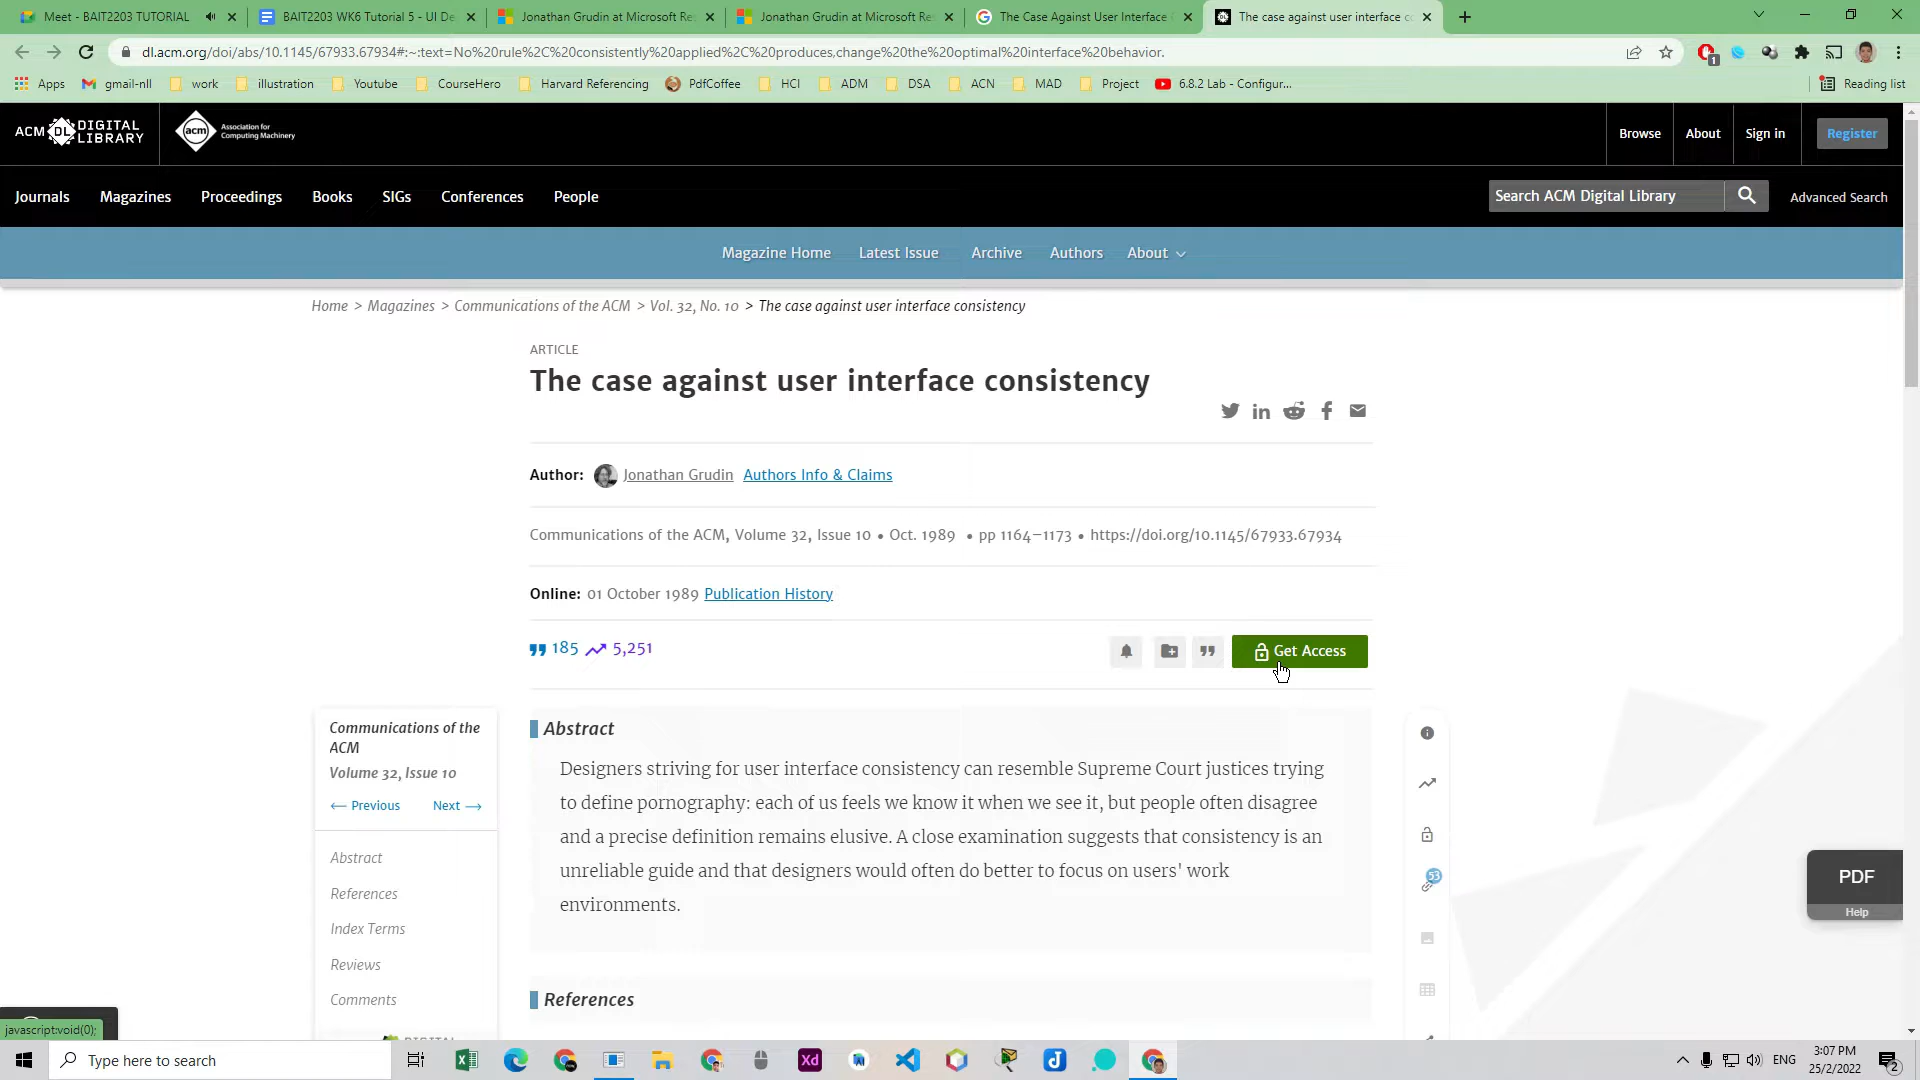 Meet - BAIT2203 TUTORIAL
BAIT2203 WK6 Tutorial 5 - UI De
Jonathan Grudin at Microsoft Re
Jonathan Grudin at Microsoft Re
The Case Against User Interface
The case against user interface co
dl.acm.org/doi/abs/10.1145/67933.67934#:~:text=No%20rule%2C%20consistently%20applied%2C%20produces,change%20the%20optimal%20interface%20behavior.
1
Apps
gmail-nll
work
illustration
Youtube
CourseHero
Harvard Referencing
PdfCoffee
HCI
ADM
DSA
ACN
MAD
Project
6.8.2 Lab - Configur...
Reading list
ACM DL DIGITAL LIBRARY
acm Association for Computing Machinery
Browse
About
Sign in
Register
Journals
Magazines
Proceedings
Books
SIGs
Conferences
People
Search ACM Digital Library
Advanced Search
Magazine Home
Latest Issue
Archive
Authors
About
Home > Magazines > Communications of the ACM > Vol. 32, No. 10 > The case against user interface consistency
ARTICLE
The case against user interface consistency
Author: Jonathan Grudin Authors Info & Claims
Communications of the ACM, Volume 32, Issue 10 • Oct. 1989 • pp 1164–1173 • https://doi.org/10.1145/67933.67934
Online: 01 October 1989 Publication History
185 5,251
Get Access
Communications of the
ACM
Volume 32, Issue 10
← Previous Next →
Abstract
References
Index Terms
Reviews
Comments
Abstract
Designers striving for user interface consistency can resemble Supreme Court justices trying
to define pornography: each of us feels we know it when we see it, but people often disagree
and a precise definition remains elusive. A close examination suggests that consistency is an
unreliable guide and that designers would often do better to focus on users' work
environments.
References
53
PDF
Help
javascript:void(0);
Type here to search
Xd
ENG
3:07 PM
25/2/2022
2